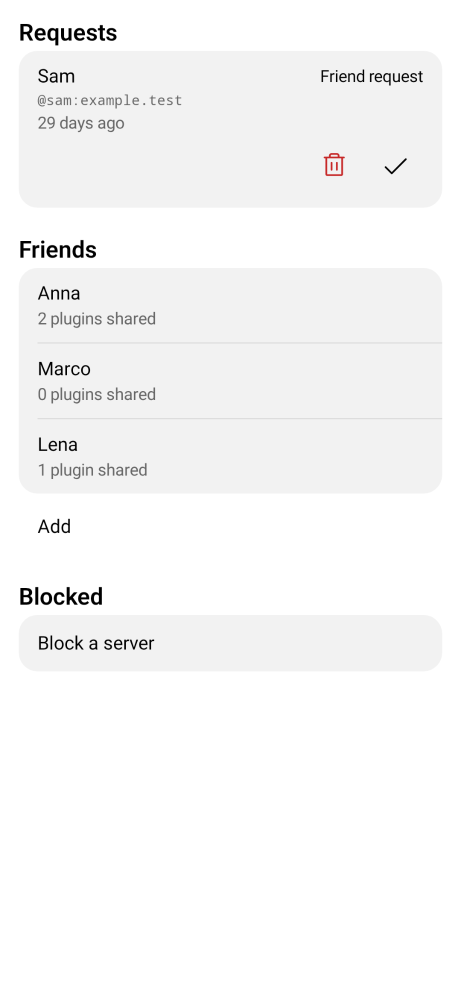 Requests
Sam
Friend request
@sam:example.test
29 days ago
Friends
Anna
2 plugins shared
Marco
0 plugins shared
Lena
1 plugin shared
Add
Blocked
Block a server